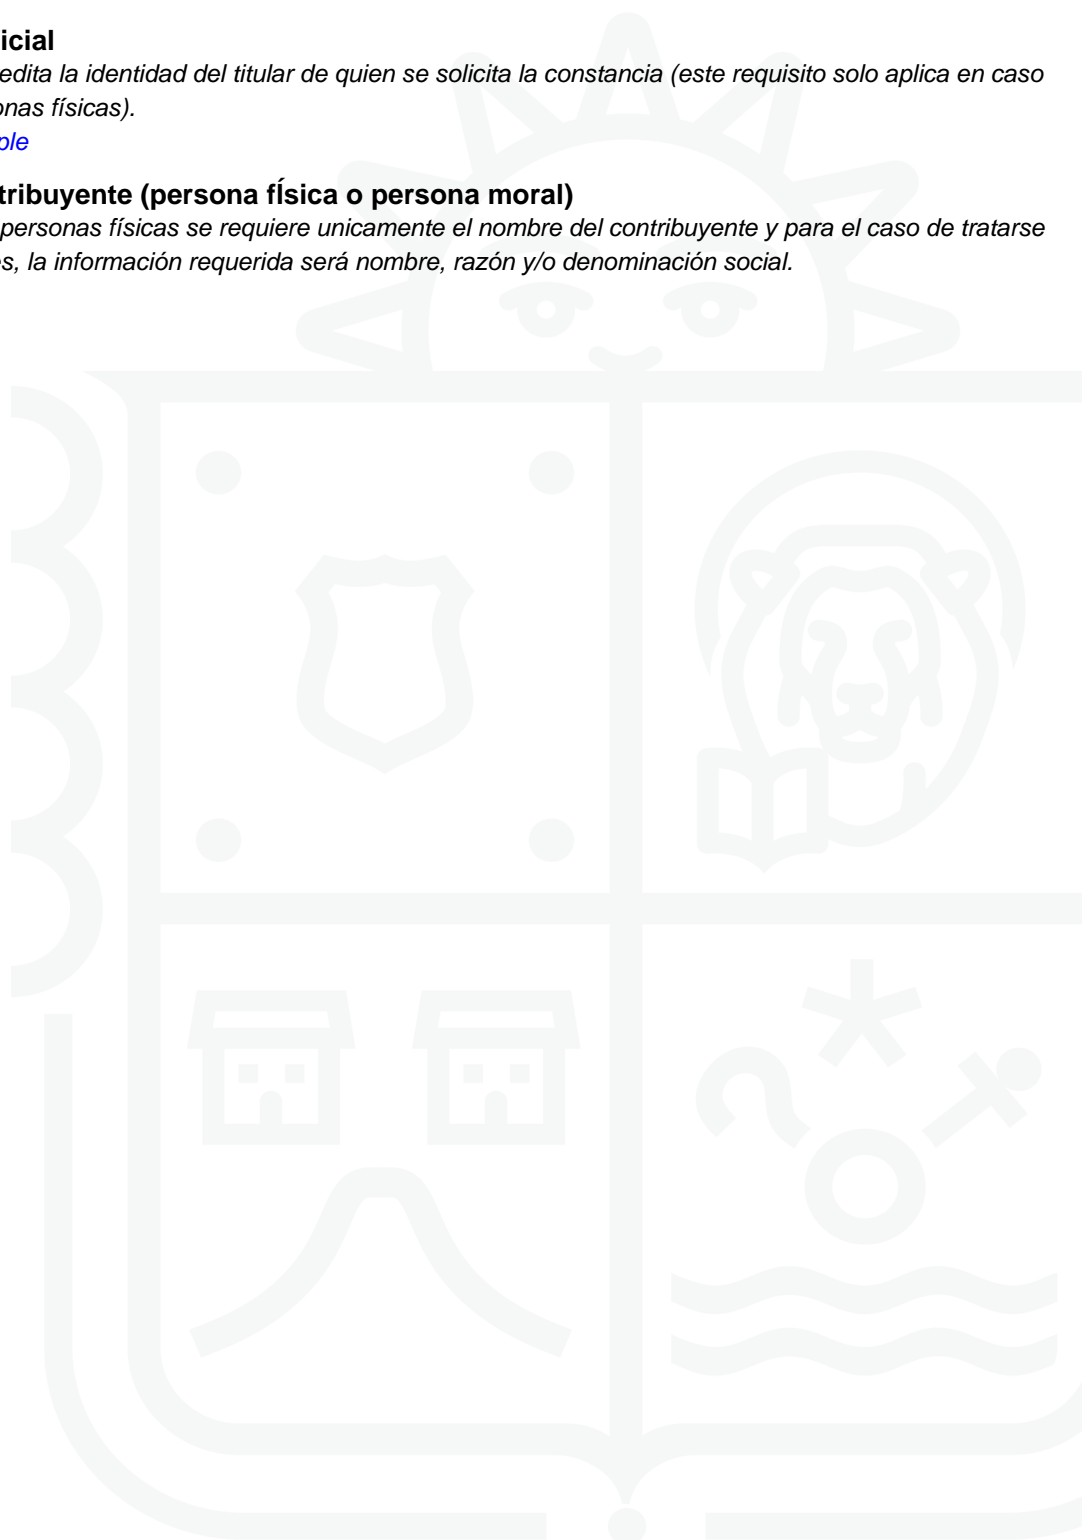 icial
edita la identidad del titular de quien se solicita la constancia (este requisito solo aplica en caso
onas físicas).
ple
tribuyente (persona fÍsica o persona moral)
personas físicas se requiere unicamente el nombre del contribuyente y para el caso de tratarse
es, la información requerida será nombre, razón y/o denominación social.